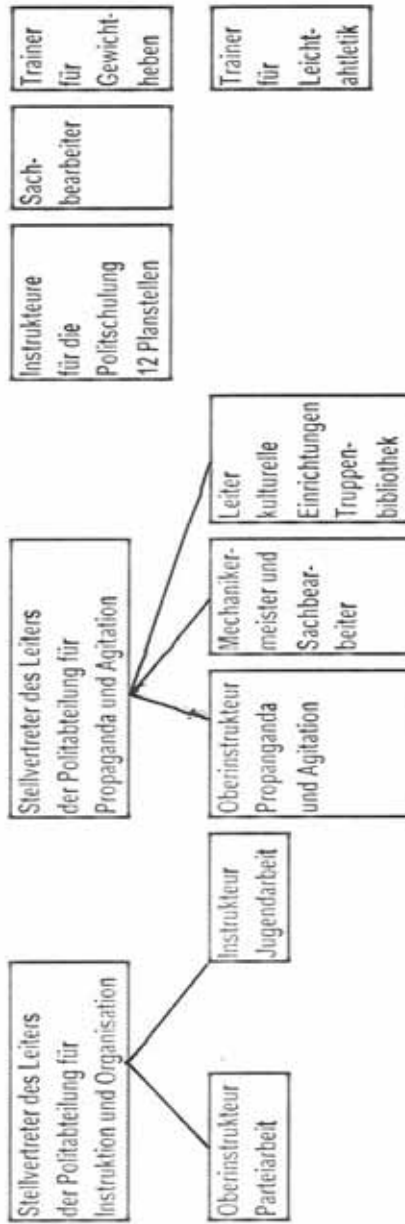 Stellvertreter des Leiters
der Politabteilung für
Instruktion und Organisation
Oberinstrukteur
Parteiarbeit
Instrukteur
Jugendarbeit
Stellvertreter des Leiters
der Politabteilung für
Propaganda und Agitation
Oberinstrukteur
Propanganda
und Agitation
Mechaniker-
meister und
Sachbear-
beiter
Leiter
kulturelle
Einrichtungen
Truppen-
bibliothek
Instrukteure
für die
Politschulung
12 Planstellen
Sach-
bearbeiter
Trainer
für
Gewicht-
heben
Trainer
für
Leicht-
ahtletik